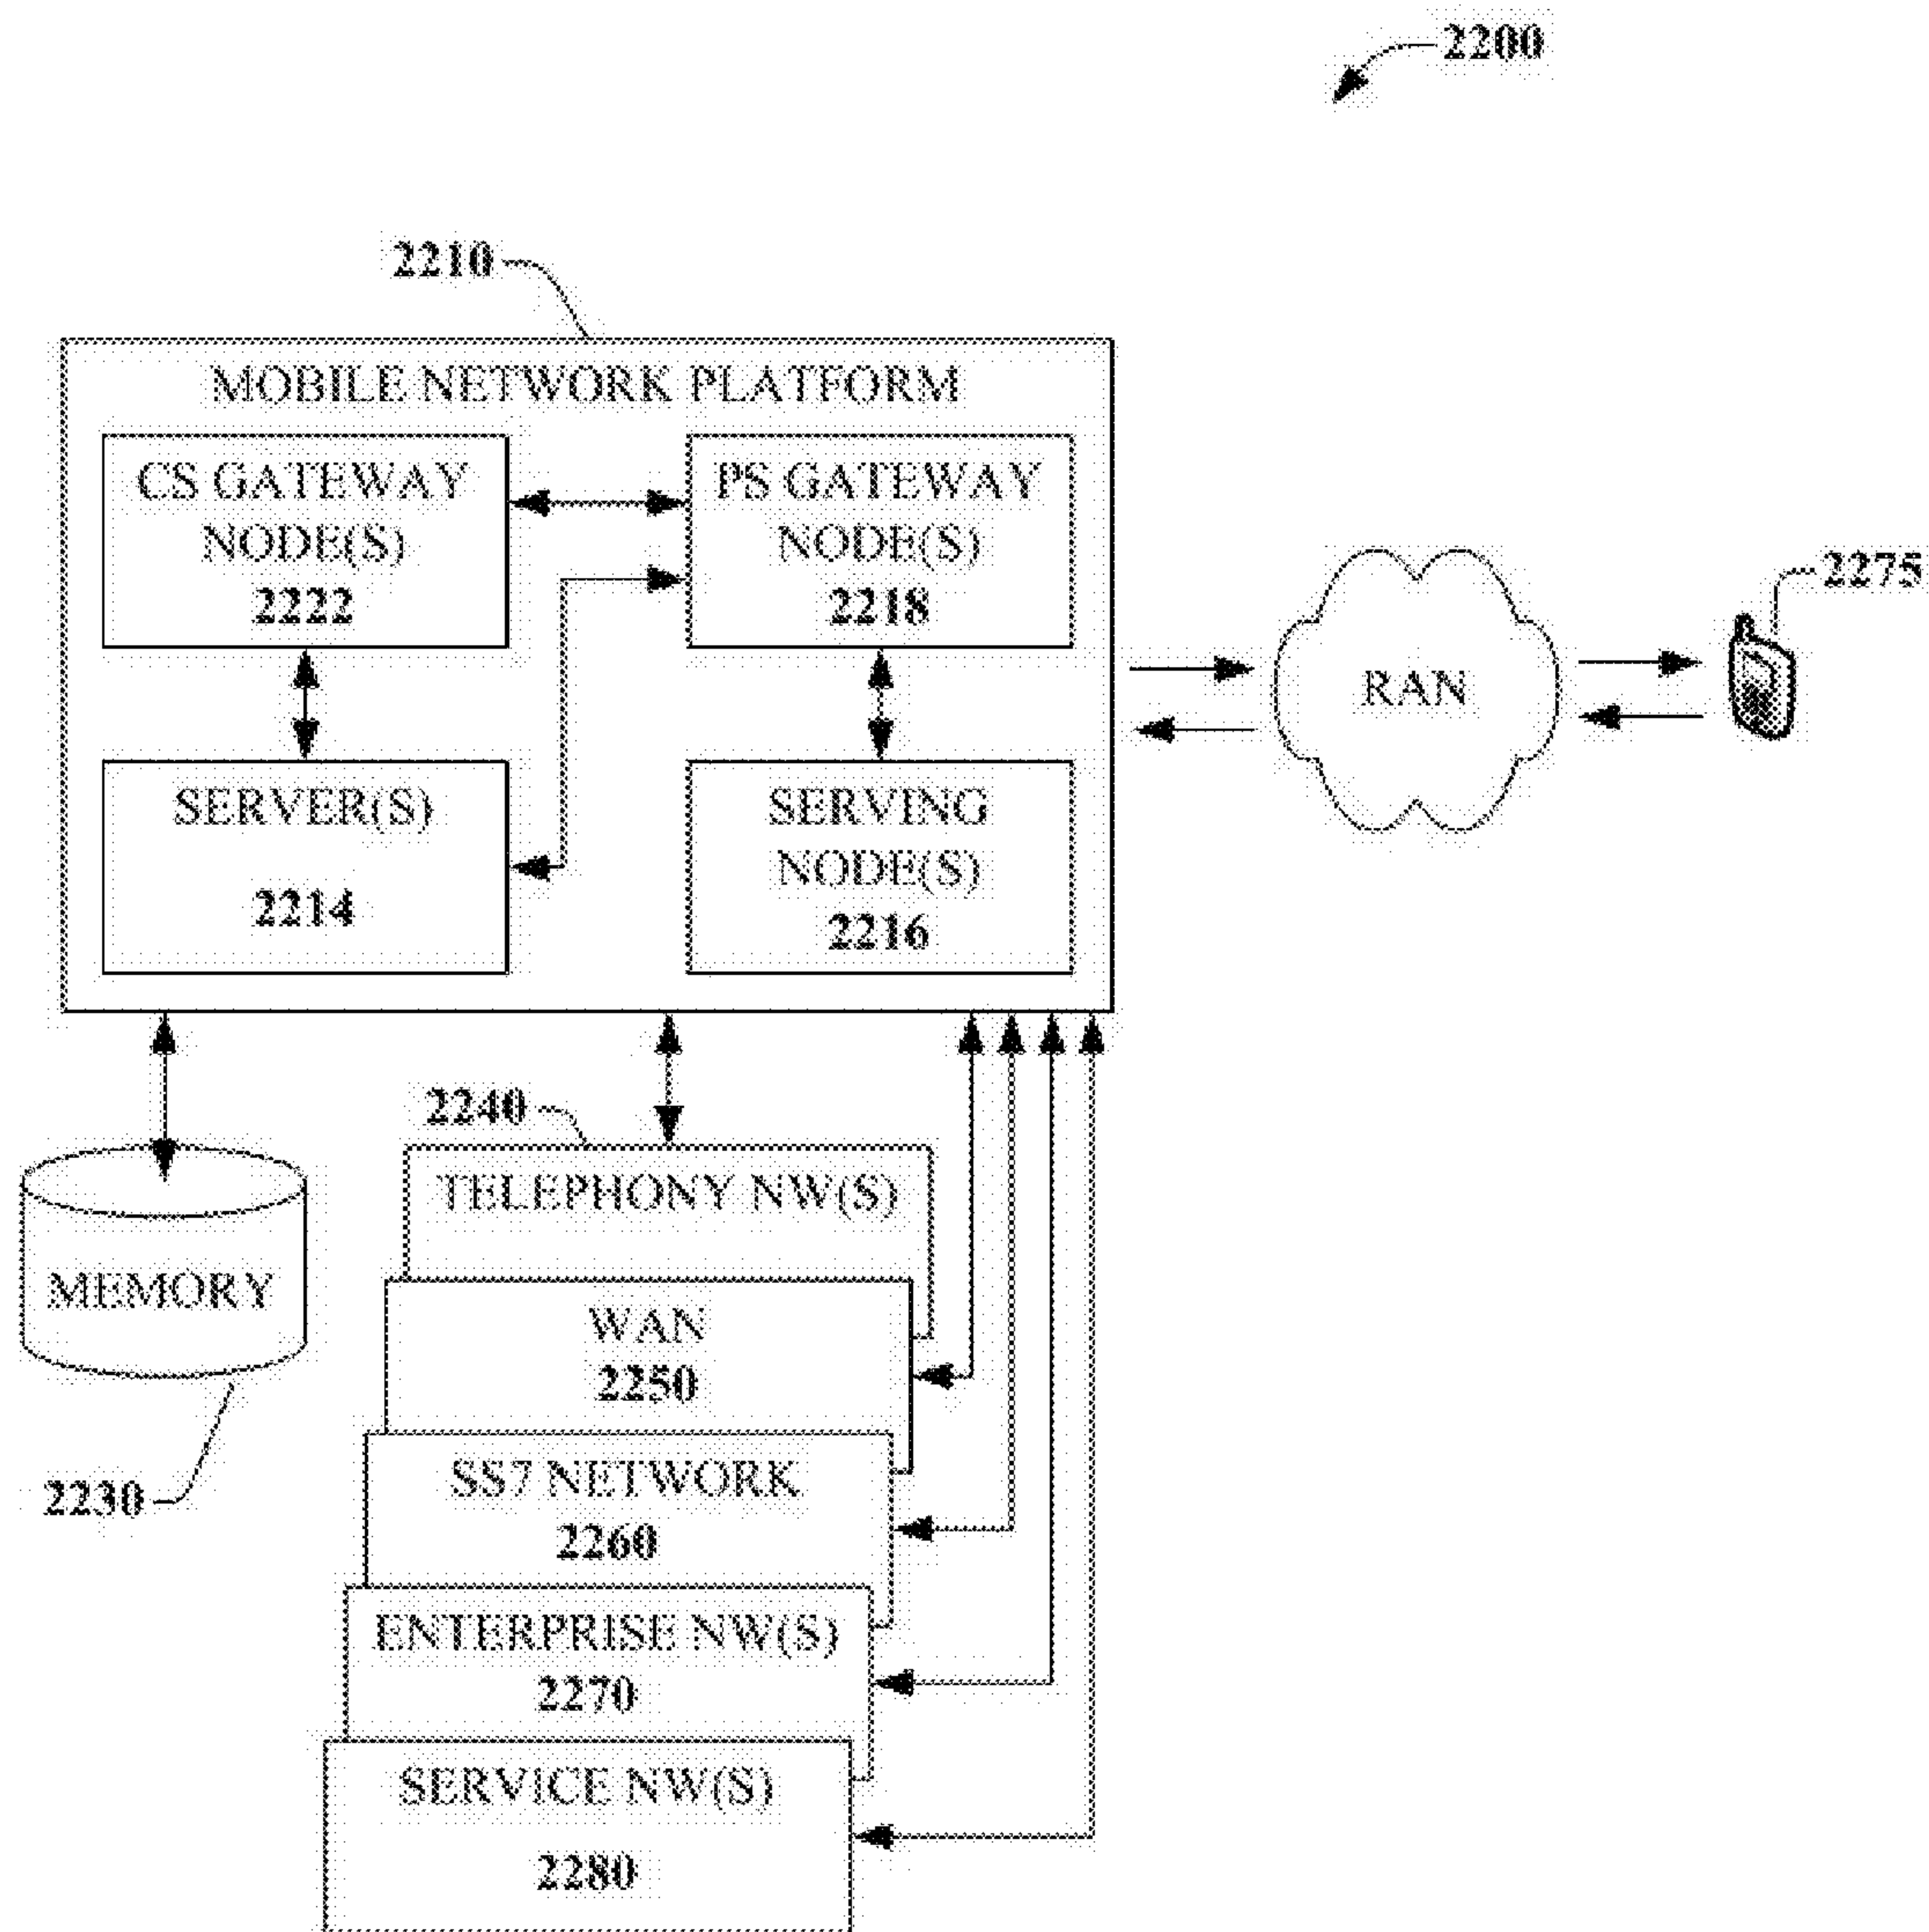 2200
2210
MOBILE NETWORK PLATFORM
CS GATEWAY
NODE(S)
2222
PS GATEWAY
NODE(S)
2218
2275
RAN
SERVER(S)
2214
SERVING
NODE(S)
2216
2240
TELEPHONY NW(S)
MEMORY
WAN
2250
2230
SS7 NETWORK
2260
ENTERPRISE NW(S)
2270
SERVICE NW(S)
2280